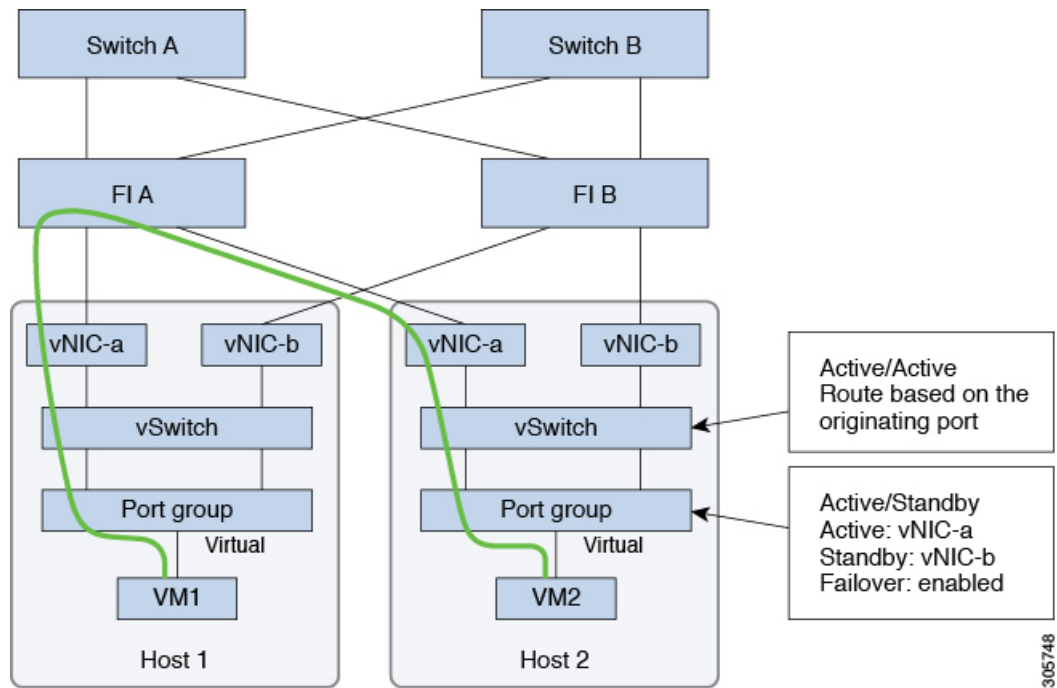 Switch A
Switch B
FI A
FI B
vNIC-a
vNIC-b
vNIC-a
vNIC-b
vSwitch
vSwitch
Port group
Port group
Virtual
Virtual
VM1
VM2
Host 1
Host 2
Active/Active
Route based on the
originating port
Active/Standby
Active: vNIC-a
Standby: vNIC-b
Failover: enabled
305748